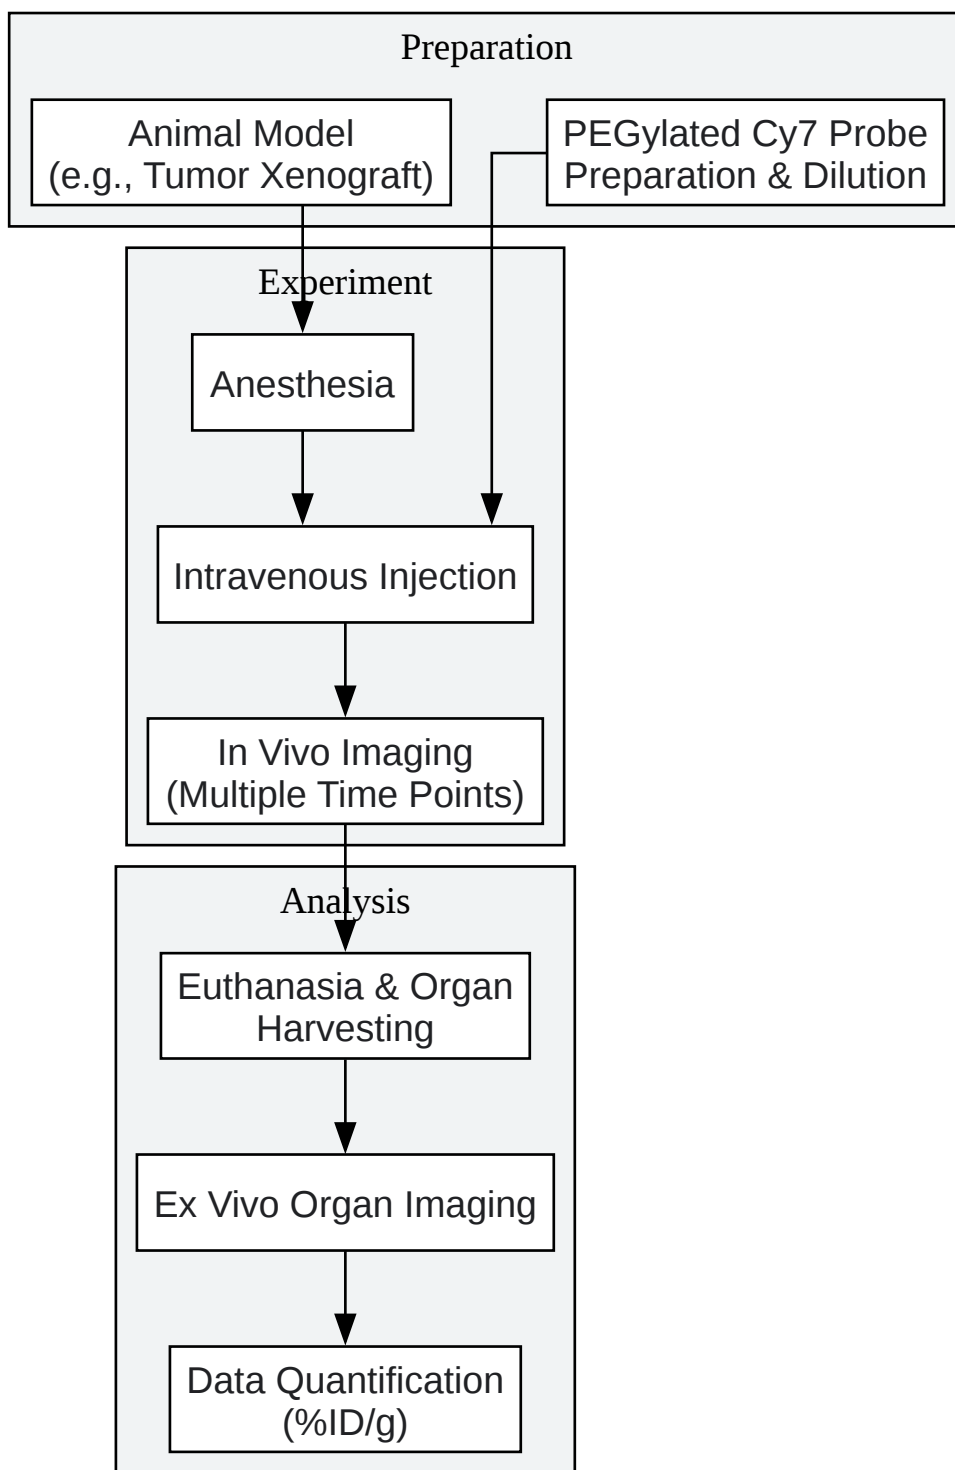 Preparation
Animal Model
(e.g., Tumor Xenograft)
PEGylated Cy7 Probe
Preparation & Dilution
Experiment
Anesthesia
Intravenous Injection
In Vivo Imaging
(Multiple Time Points)
Analysis
Euthanasia & Organ
Harvesting
Ex Vivo Organ Imaging
Data Quantification
(%ID/g)